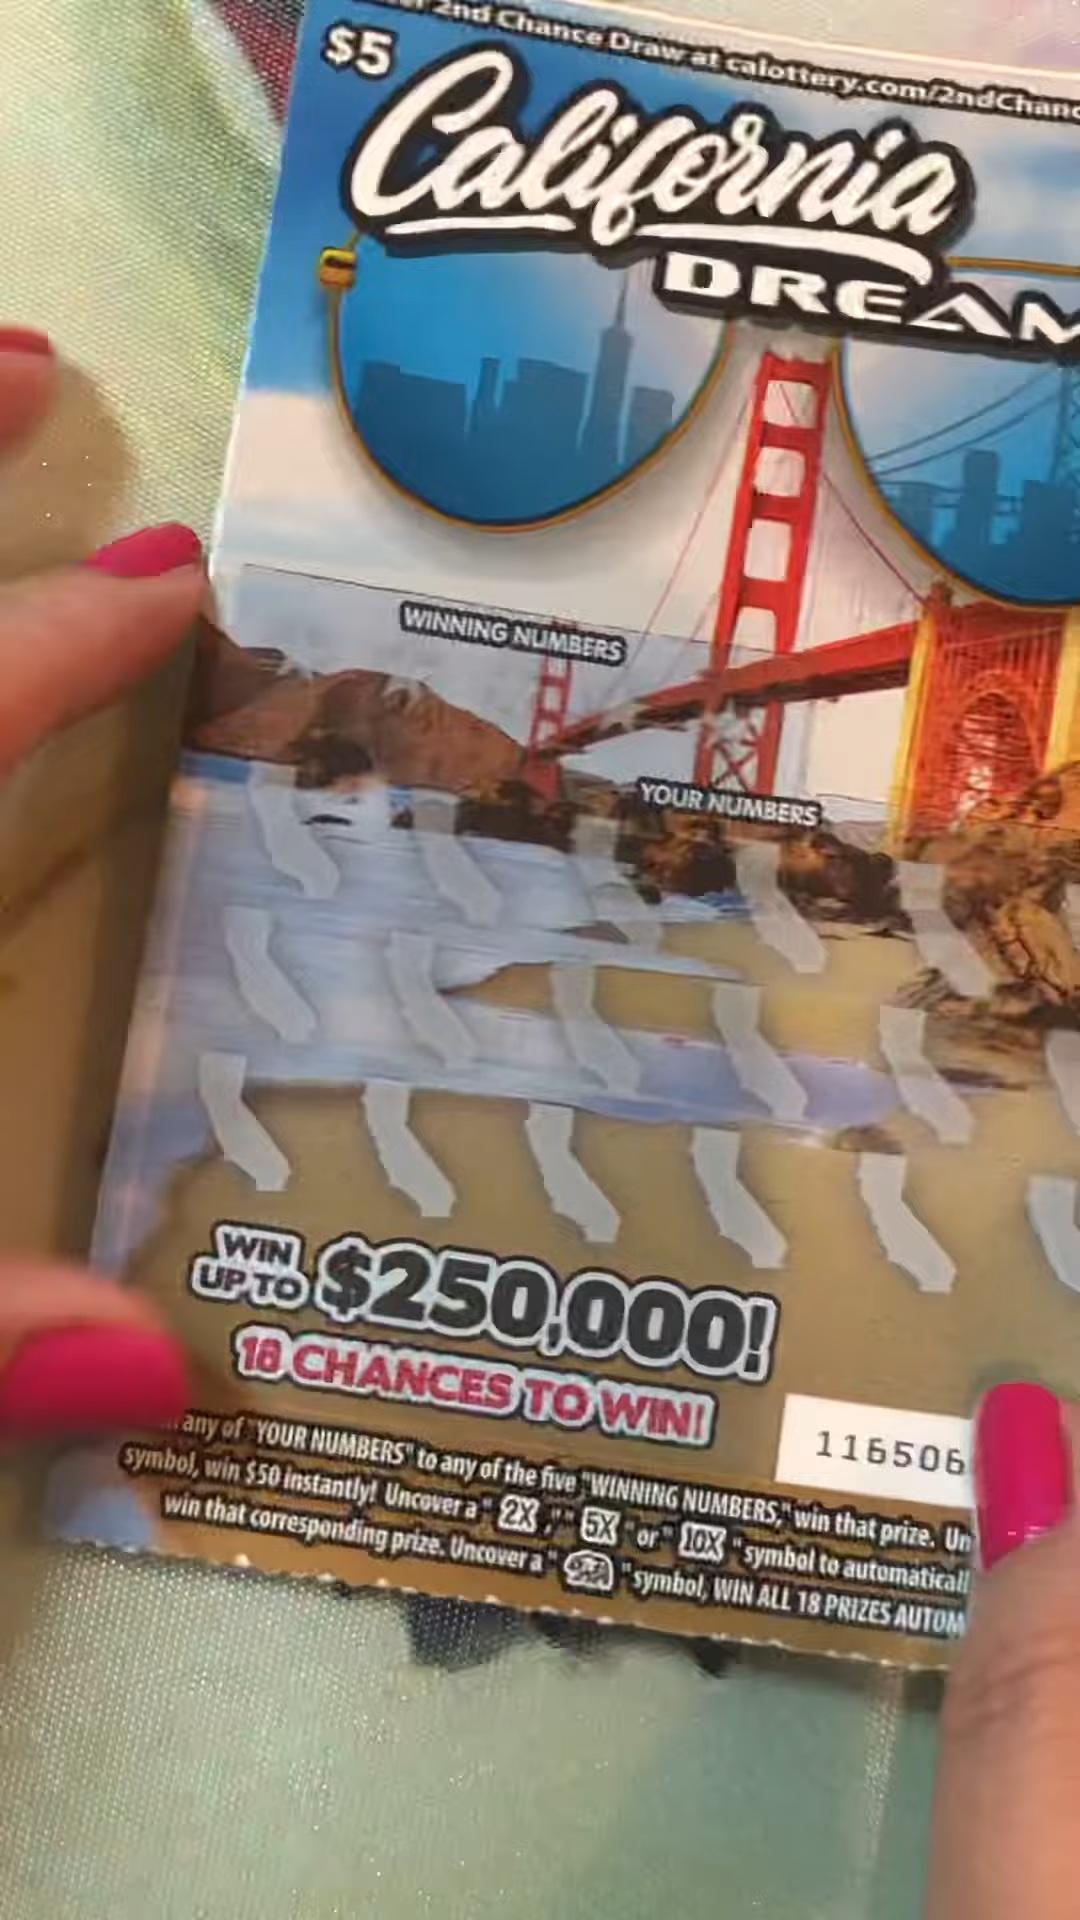 2nd Chance Draw at calottery.com/2ndChanc
$5
California
DREAM
WINNING NUMBERS
YOUR NUMBERS
WIN
UP TO $250,000!
18 CHANCES TO WIN!
116506
any of "YOUR NUMBERS" to any of the five "WINNING NUMBERS," win that prize. Un
symbol, win $50 instantly! Uncover a "2X," "5X" or "10X" symbol to automaticall
win that corresponding prize. Uncover a " " symbol, WIN ALL 18 PRIZES AUTOM